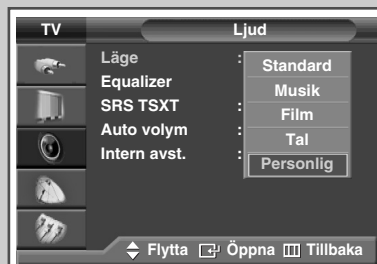 TV Ljud
Läge : Standard
Equalizer Musik
SRS TSXT : Film
Auto volym : Tal
Intern avst. : Personlig
Flytta Öppna Tillbaka